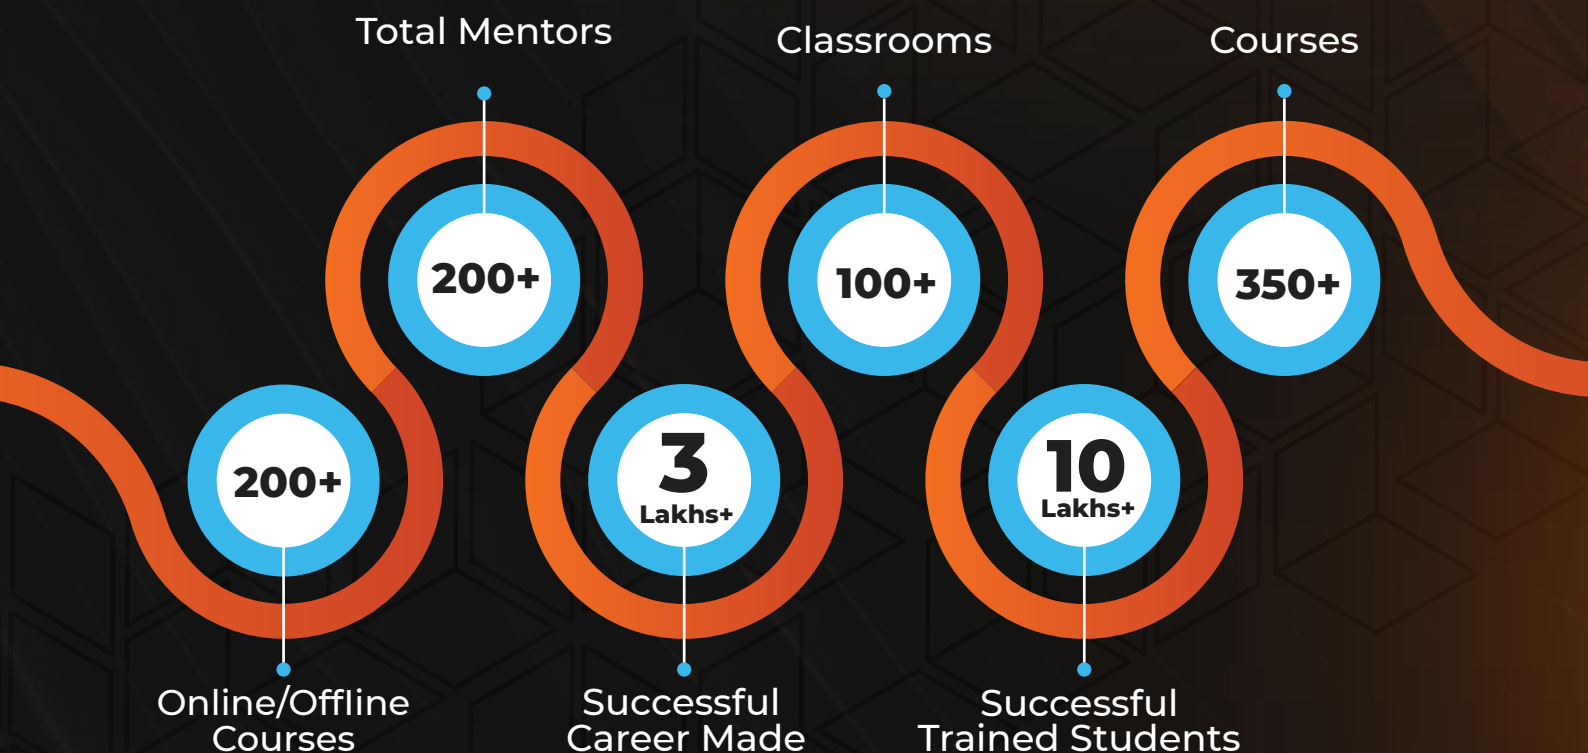 Total Mentors
Classrooms
Courses
200+
100+
350+
200+
3
Lakhs+
10
Lakhs+
Online/Offline
Courses
Successful
Career Made
Successful
Trained Students